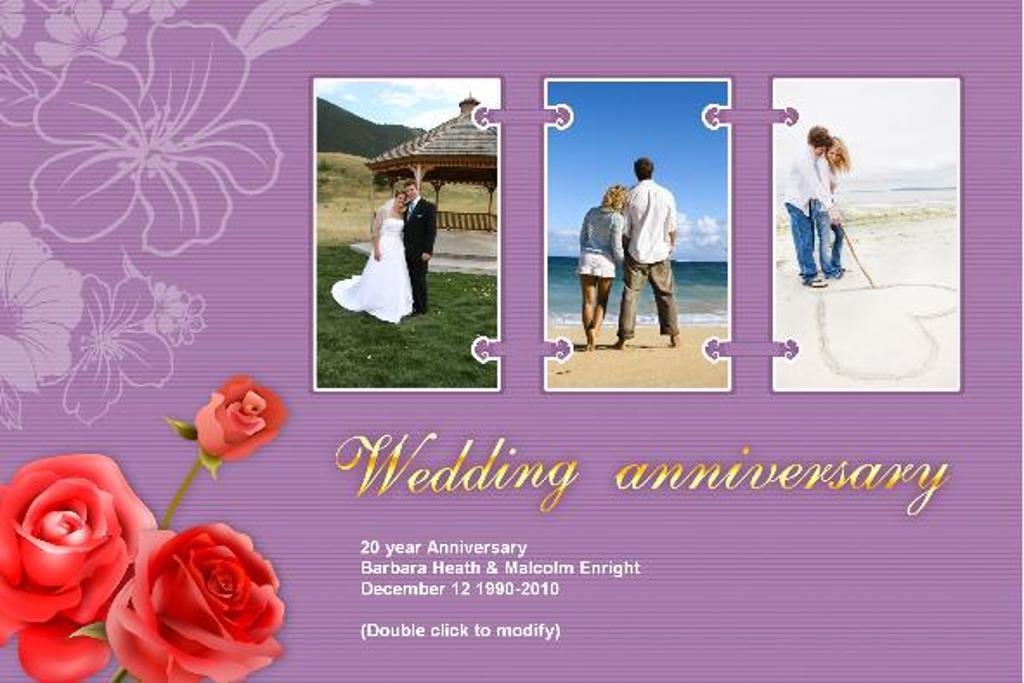 Wedding anniversary
20 year Anniversary
Barbara Heath & Malcolm Enright
December 12 1990-2010
(Double click to modify)